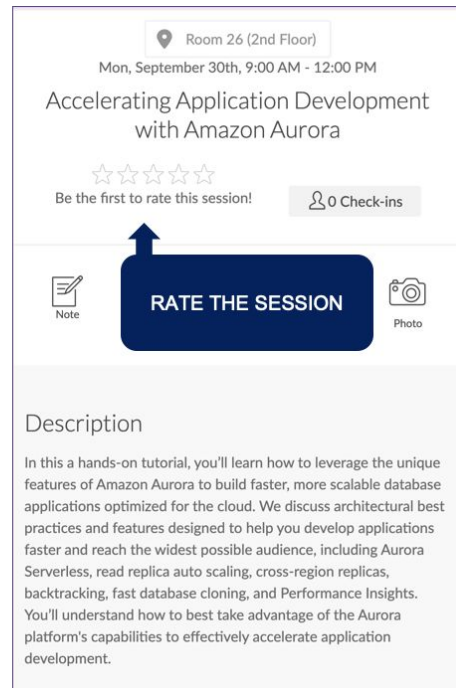 Room 26 (2nd Floor)
Mon, September 30th, 9:00 AM - 12:00 PM
Accelerating Application Development
with Amazon Aurora
Be the first to rate this session!
0 Check-ins
Note
RATE THE SESSION
Photo
Description
In this a hands-on tutorial, you'll learn how to leverage the unique
features of Amazon Aurora to build faster, more scalable database
applications optimized for the cloud. We discuss architectural best
practices and features designed to help you develop applications
faster and reach the widest possible audience, including Aurora
Serverless, read replica auto scaling, cross-region replicas,
backtracking, fast database cloning, and Performance Insights.
You'll understand how to best take advantage of the Aurora
platform's capabilities to effectively accelerate application
development.